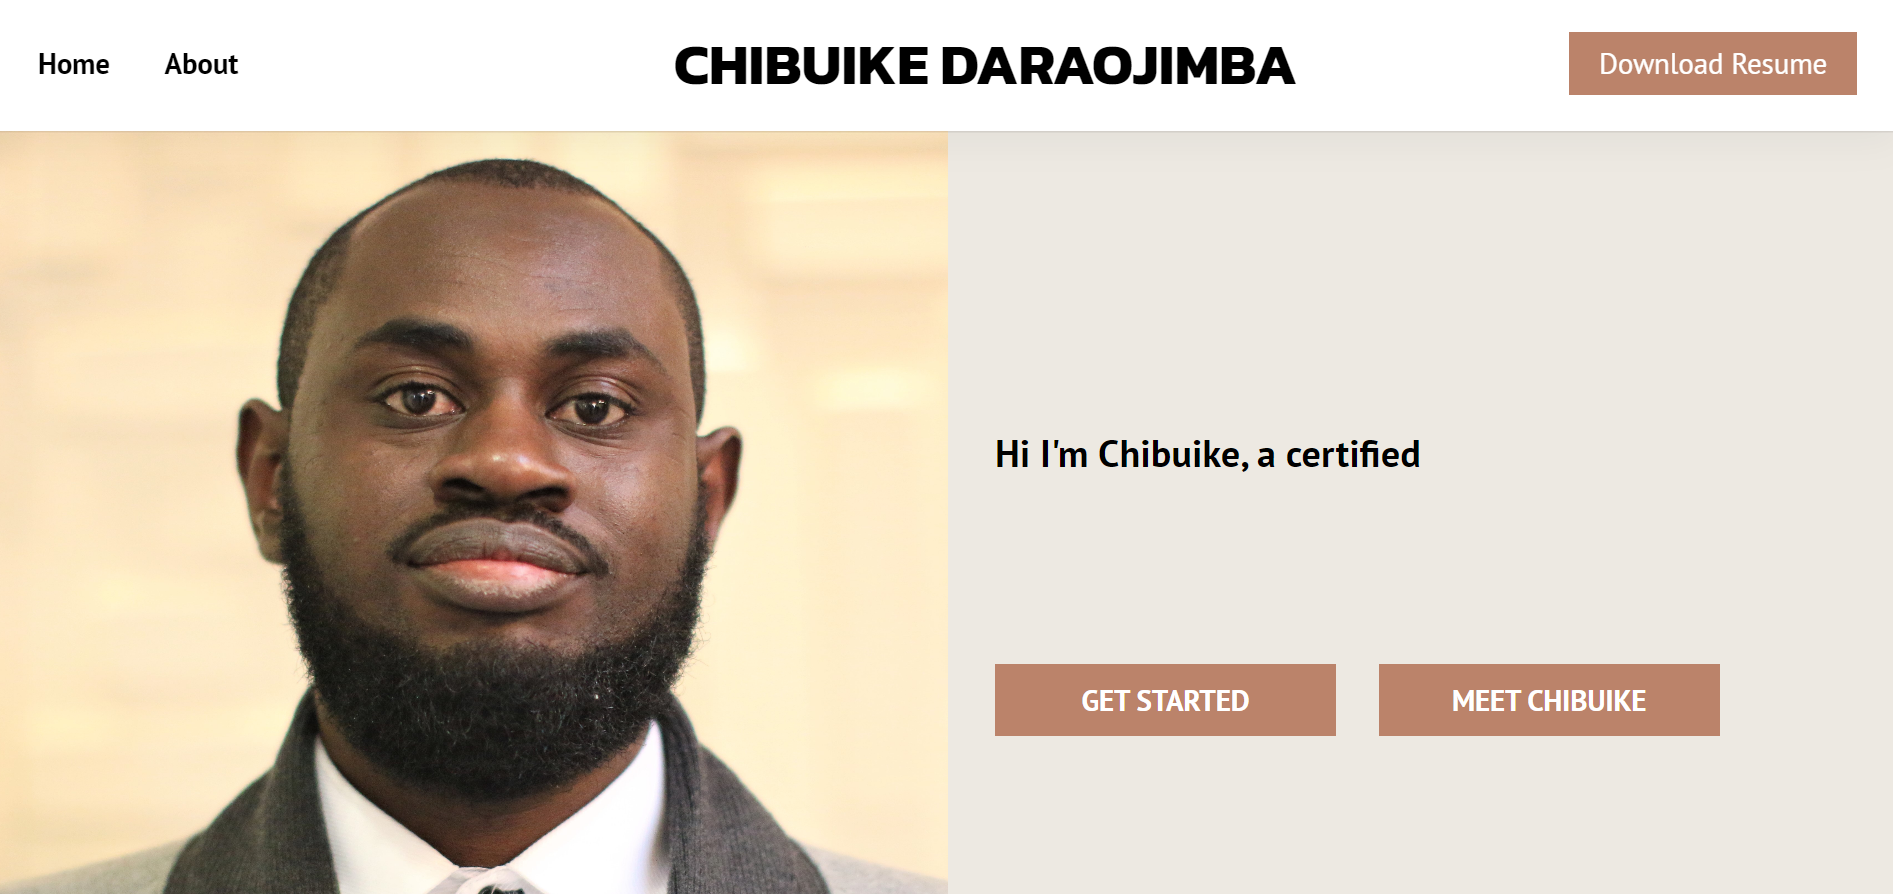 Home
About
CHIBUIKE DARAOJIMBA
Download Resume
Hi I'm Chibuike, a certified
GET STARTED
MEET CHIBUIKE